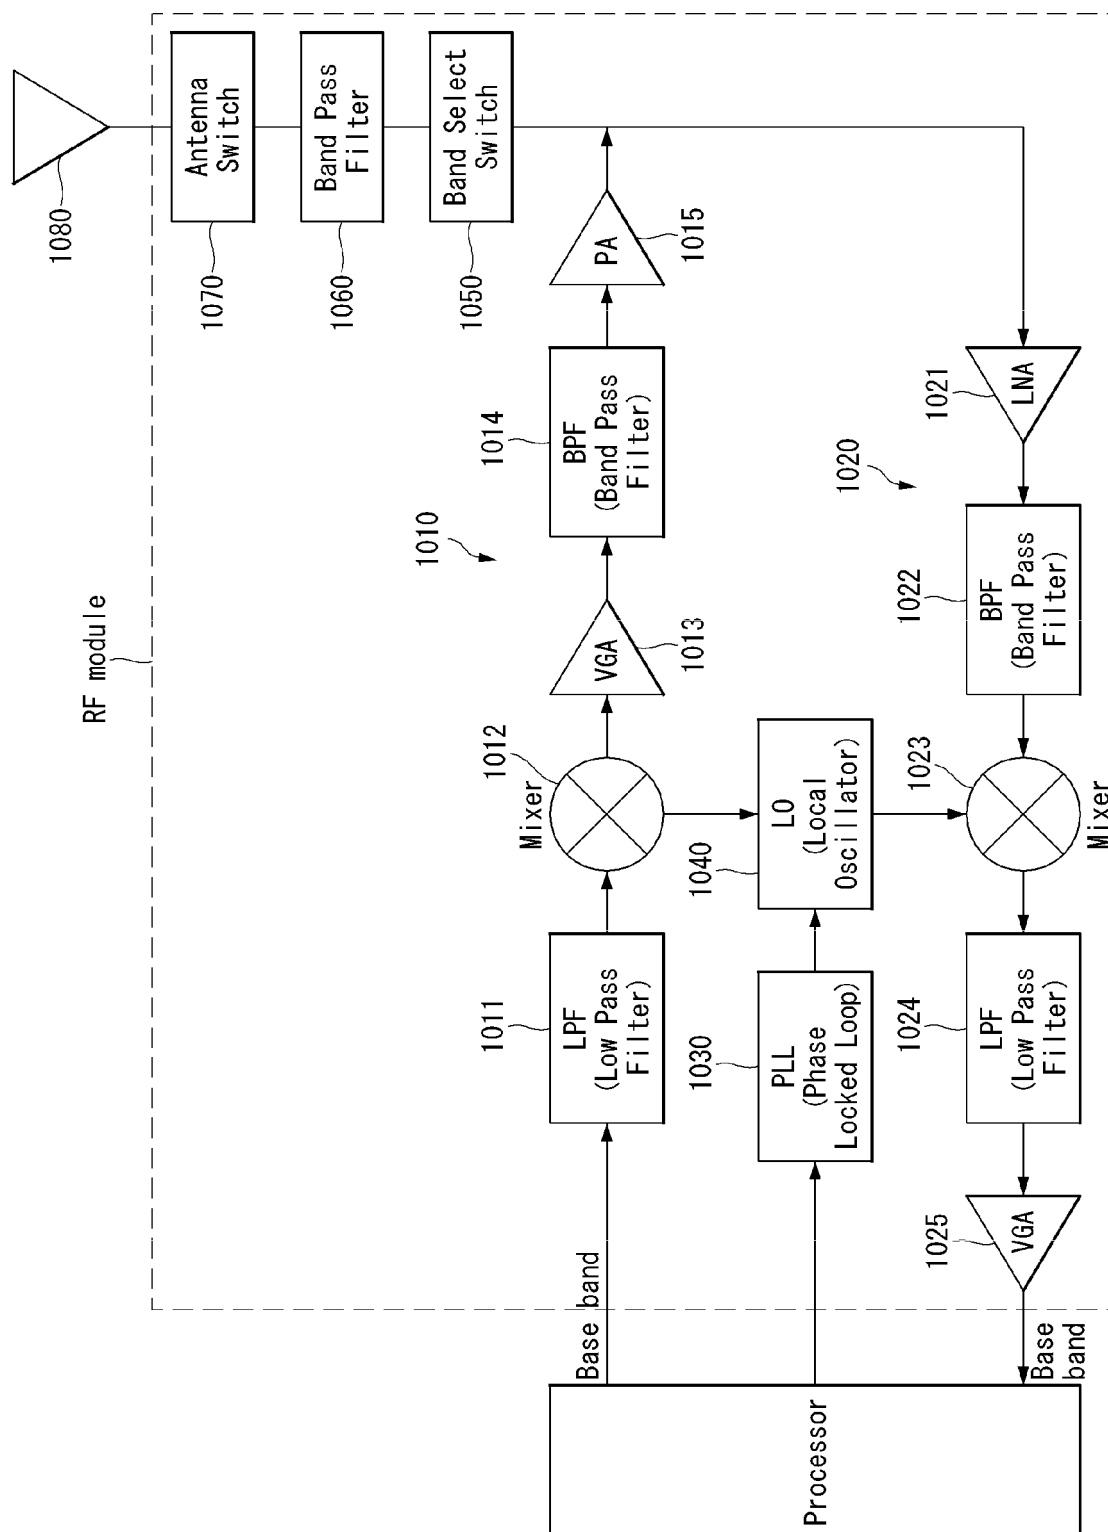 RF module
1080
Antenna
Switch
1070
Band Pass
Filter
1060
Band Select
Switch
1050
PA
1015
BPF
(Band Pass
Filter)
1014
1010
VGA
1013
Mixer
1012
LPF
(Low Pass
Filter)
1011
Base band
LO
(Local
Oscillator)
1040
PLL
(Phase
Locked Loop)
1030
LNA
1021
1020
BPF
(Band Pass
Filter)
1022
Mixer
1023
LPF
(Low Pass
Filter)
1024
VGA
1025
Base
band
Processor